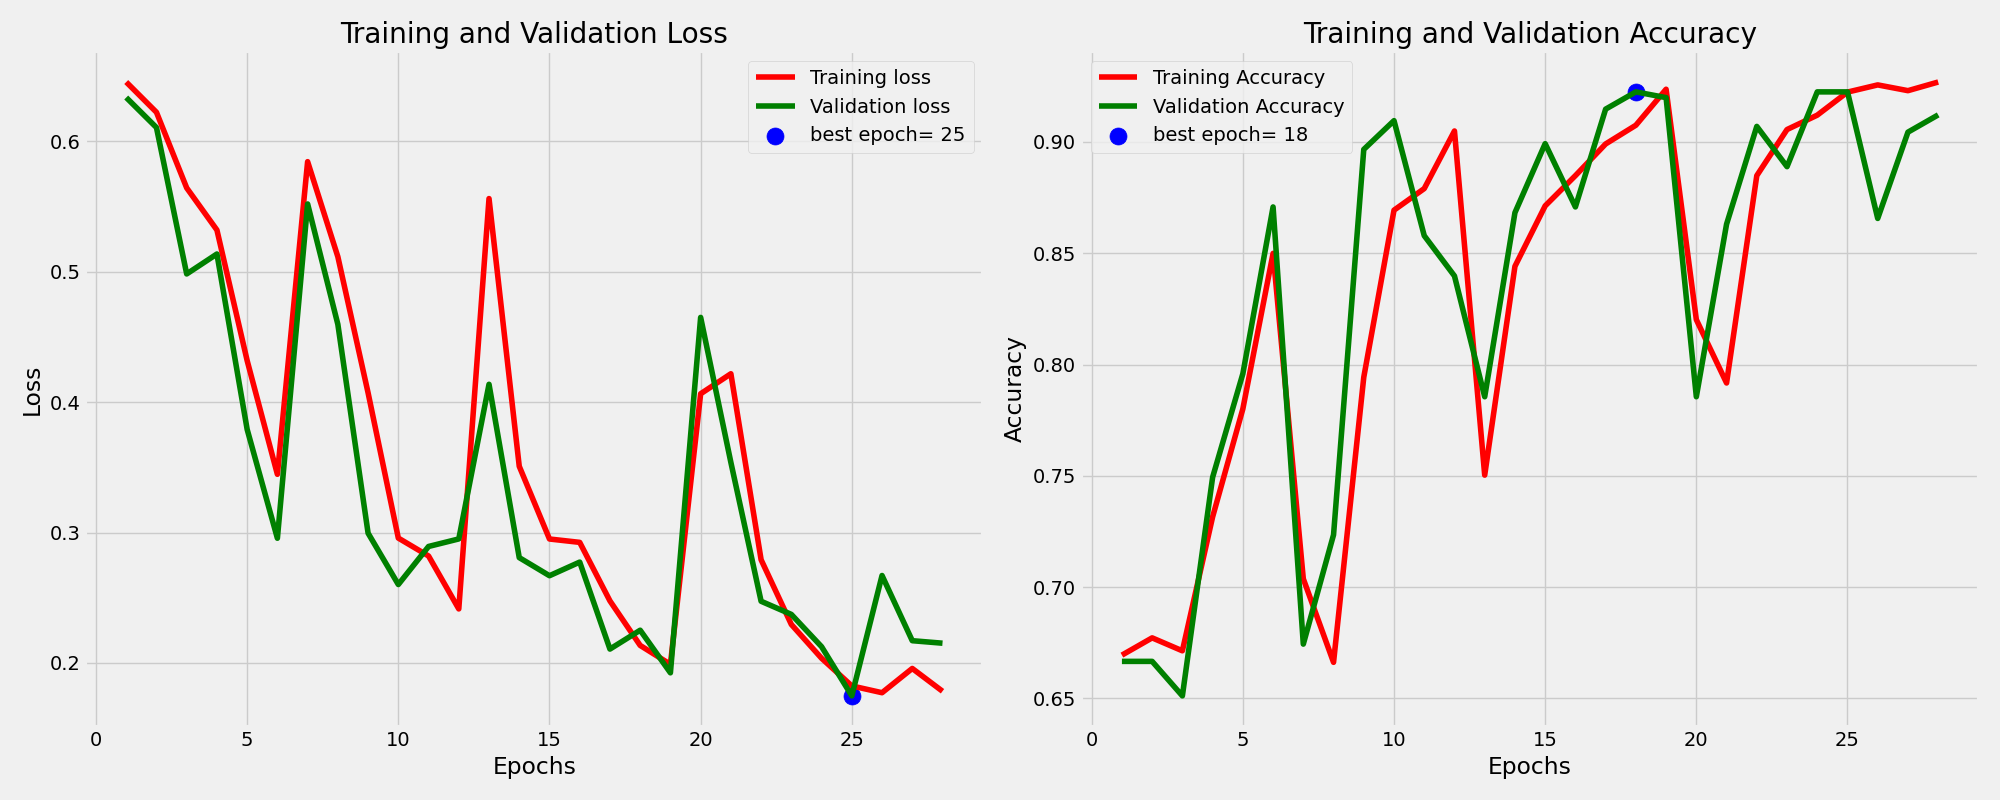 Training and Validation Loss
Training loss
Validation loss
best epoch= 25
0.6
0.5
0.4
0.3
0.2
Loss
0 5 10 15 20 25
Epochs
Training and Validation Accuracy
Training Accuracy
Validation Accuracy
best epoch= 18
0.90
0.85
0.80
0.75
0.70
0.65
Accuracy
0 5 10 15 20 25
Epochs